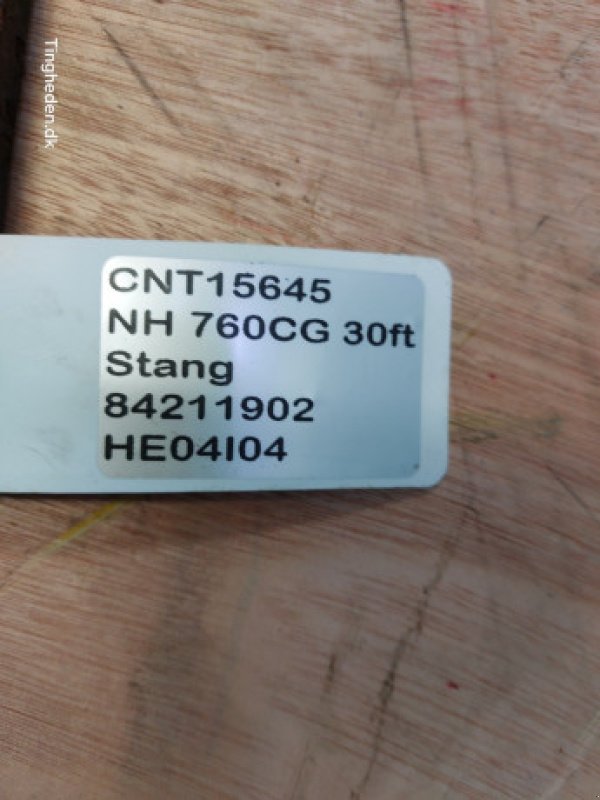 Tingheden.dk
CNT15645
NH 760CG 30ft
Stang
84211902
HE04I04